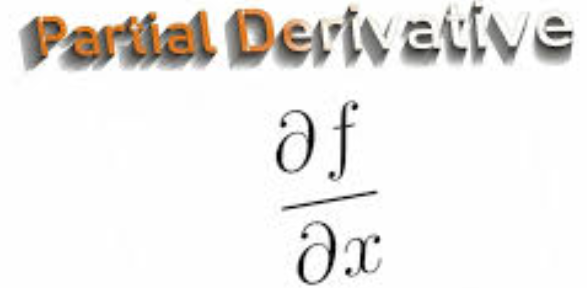 Partial Derivative
∂f
∂x